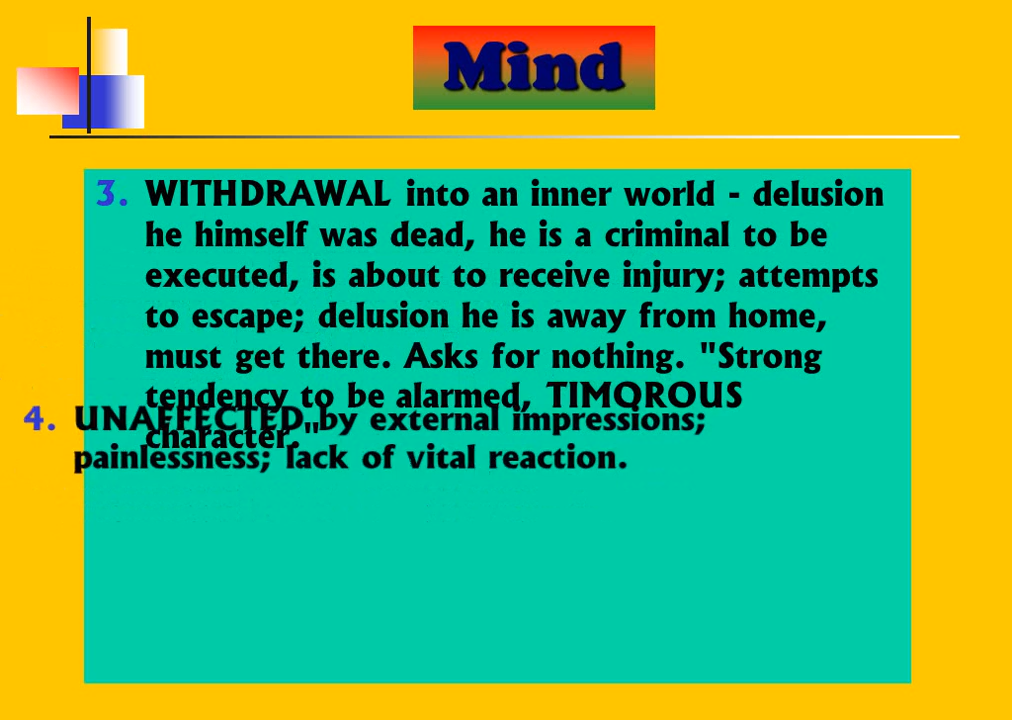 Mind
3. WITHDRAWAL into an inner world - delusion
he himself was dead, he is a criminal to be
executed, is about to receive injury; attempts
to escape; delusion he is away from home,
must get there. Asks for nothing. "Strong
tendency to be alarmed, TIMOROUS
character."
4. UNAFFECTED by external impressions;
painlessness; lack of vital reaction.